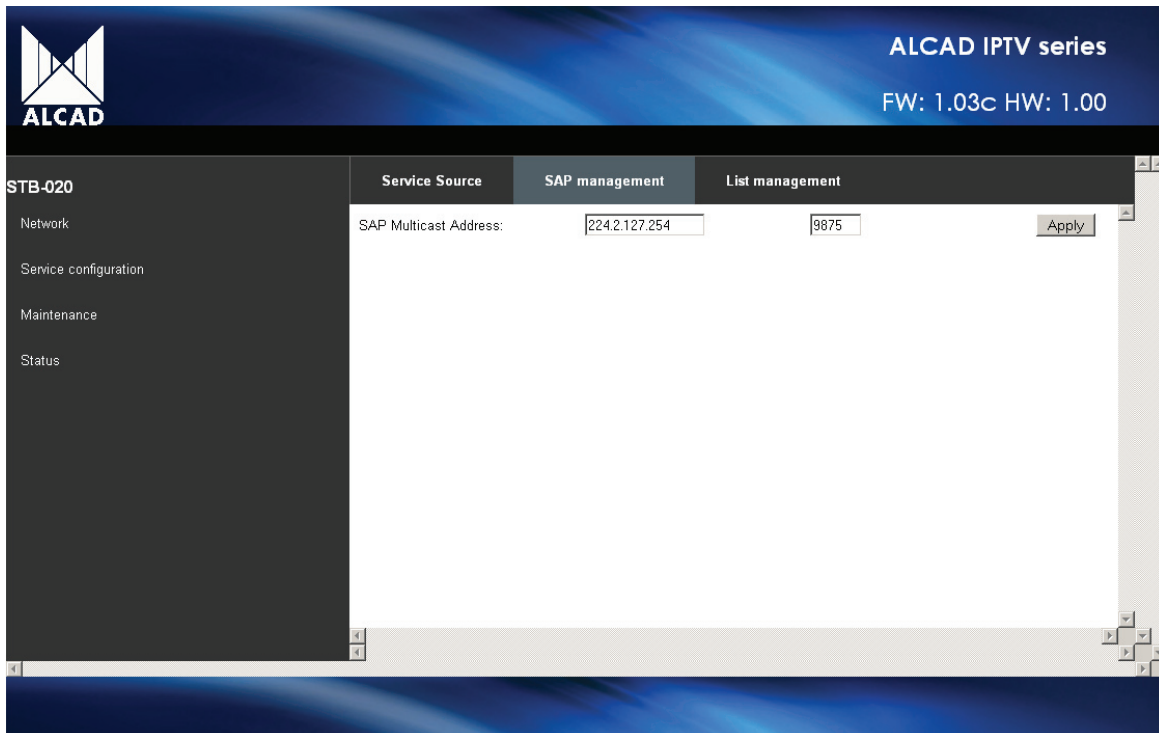 ALCAD
ALCAD IPTV series
FW: 1.03c HW: 1.00
STB-020
Network
Service configuration
Maintenance
Status
Service Source SAP management List management
SAP Multicast Address: 224.2.127.254 9875 Apply